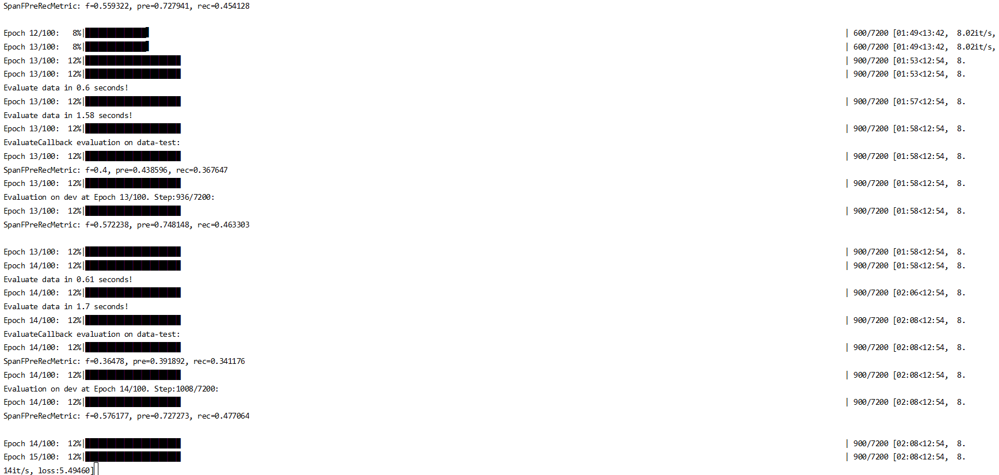 SpanFPreRecMetric: f=0.559322, pre=0.727941, rec=0.454128
Epoch 12/100:   8%|| 600/7200 [01:49<13:42,  8.02it/s,
Epoch 13/100:   8%|| 600/7200 [01:49<13:42,  8.02it/s,
Epoch 13/100:  12%|| 900/7200 [01:53<12:54,  8.
Epoch 13/100:  12%|| 900/7200 [01:53<12:54,  8.
Evaluate data in 0.6 seconds!
Epoch 13/100:  12%|| 900/7200 [01:57<12:54,  8.
Evaluate data in 1.58 seconds!
Epoch 13/100:  12%|| 900/7200 [01:58<12:54,  8.
EvaluateCallback evaluation on data-test:
Epoch 13/100:  12%|| 900/7200 [01:58<12:54,  8.
SpanFPreRecMetric: f=0.4, pre=0.438596, rec=0.367647
Epoch 13/100:  12%|| 900/7200 [01:58<12:54,  8.
Evaluation on dev at Epoch 13/100. Step:936/7200:
Epoch 13/100:  12%|| 900/7200 [01:58<12:54,  8.
SpanFPreRecMetric: f=0.572238, pre=0.748148, rec=0.463303
Epoch 13/100:  12%|| 900/7200 [01:58<12:54,  8.
Epoch 14/100:  12%|| 900/7200 [01:58<12:54,  8.
Evaluate data in 0.61 seconds!
Epoch 14/100:  12%|| 900/7200 [02:06<12:54,  8.
Evaluate data in 1.7 seconds!
Epoch 14/100:  12%|| 900/7200 [02:08<12:54,  8.
EvaluateCallback evaluation on data-test:
Epoch 14/100:  12%|| 900/7200 [02:08<12:54,  8.
SpanFPreRecMetric: f=0.36478, pre=0.391892, rec=0.341176
Epoch 14/100:  12%|| 900/7200 [02:08<12:54,  8.
Evaluation on dev at Epoch 14/100. Step:1008/7200:
Epoch 14/100:  12%|| 900/7200 [02:08<12:54,  8.
SpanFPreRecMetric: f=0.576177, pre=0.727273, rec=0.477064
Epoch 14/100:  12%|| 900/7200 [02:08<12:54,  8.
Epoch 15/100:  12%|| 900/7200 [02:08<12:54,  8.
14it/s, loss:5.49460]